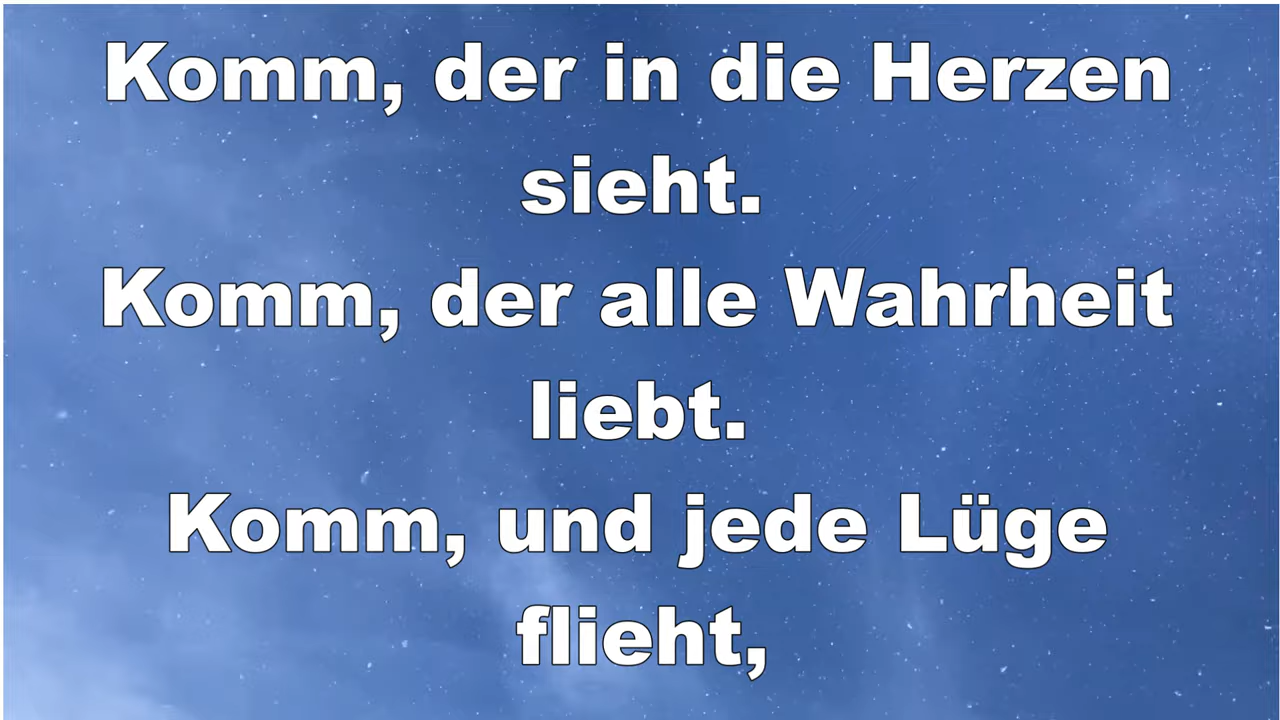 Komm, der in die Herzen
sieht.
Komm, der alle Wahrheit
liebt.
Komm, und jede Lüge
flieht,